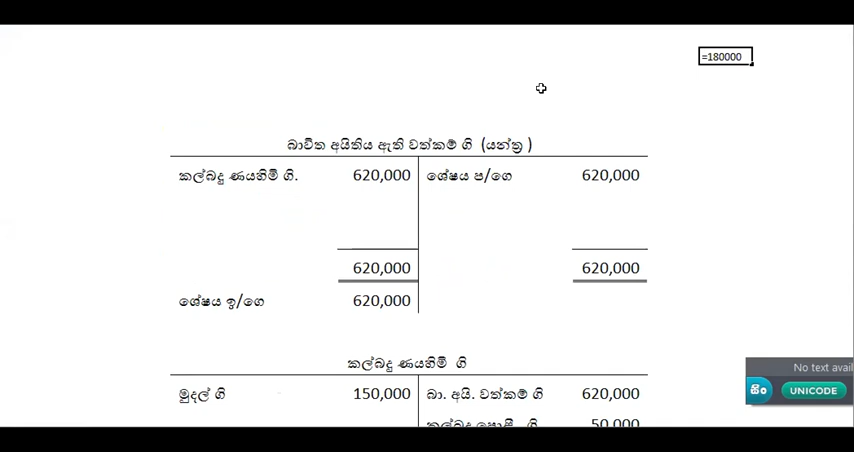 =180000
බාවිත අයිතිය ඇති වත්කම් ගි (යන්ත්‍ර )
කල්බදු ණයහිමි ගි. 620,000 ශේෂය ප/ගෙ 620,000
620,000 620,000
ශේෂය ඉ/ගෙ 620,000
කල්බදු ණයහිමි ගි
No text avail
මුදල් ගි 150,000 බා. අයි. වත්කම් ගි 620,000
සිං UNICODE
කල්බදු පොලී ගි 50,000